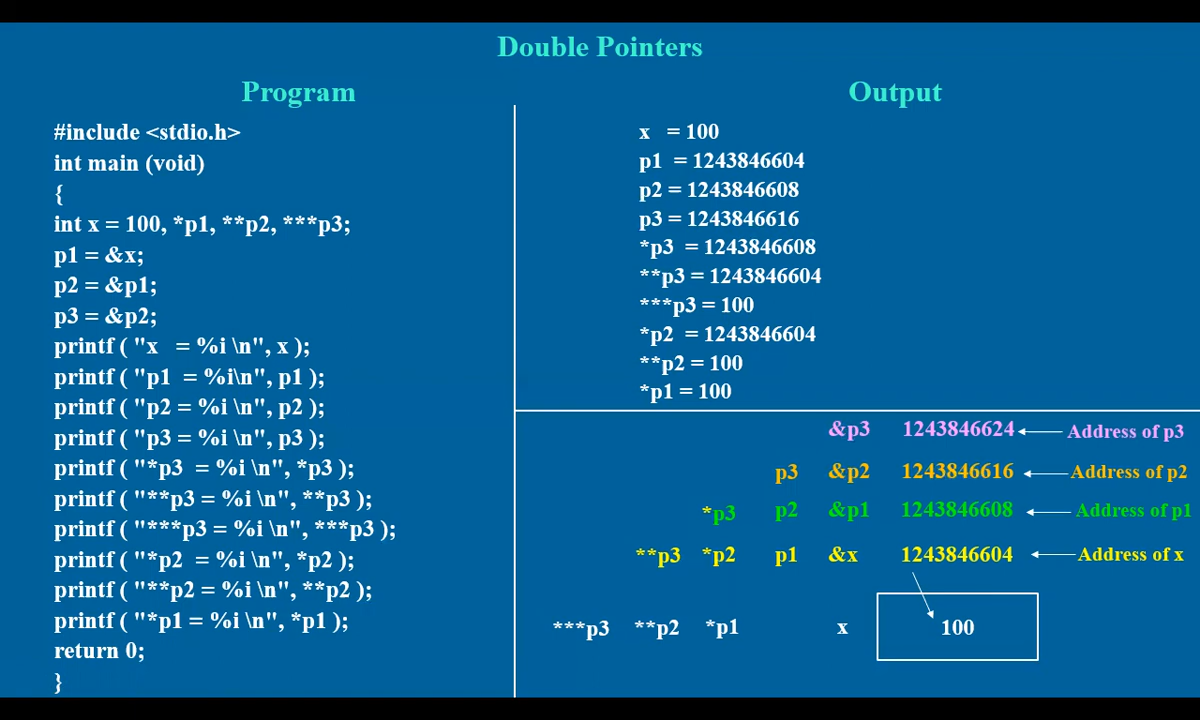 Double Pointers
Program
#include <stdio.h>
int main (void)
{
int x = 100, *p1, **p2, ***p3;
p1 = &x;
p2 = &p1;
p3 = &p2;
printf ( "x   = %i \n", x );
printf ( "p1  = %i\n", p1 );
printf ( "p2 = %i \n", p2 );
printf ( "p3 = %i \n", p3 );
printf ( "*p3  = %i \n", *p3 );
printf ( "**p3 = %i \n", **p3 );
printf ( "***p3 = %i \n", ***p3 );
printf ( "*p2  = %i \n", *p2 );
printf ( "**p2 = %i \n", **p2 );
printf ( "*p1 = %i \n", *p1 );
return 0;
}
Output
x   = 100
p1  = 1243846604
p2 = 1243846608
p3 = 1243846616
*p3  = 1243846608
**p3 = 1243846604
***p3 = 100
*p2  = 1243846604
**p2 = 100
*p1 = 100
&p3 1243846624 Address of p3
p3 &p2 1243846616 Address of p2
*p3 p2 &p1 1243846608 Address of p1
**p3 *p2 p1 &x 1243846604 Address of x
***p3 **p2 *p1 x 100